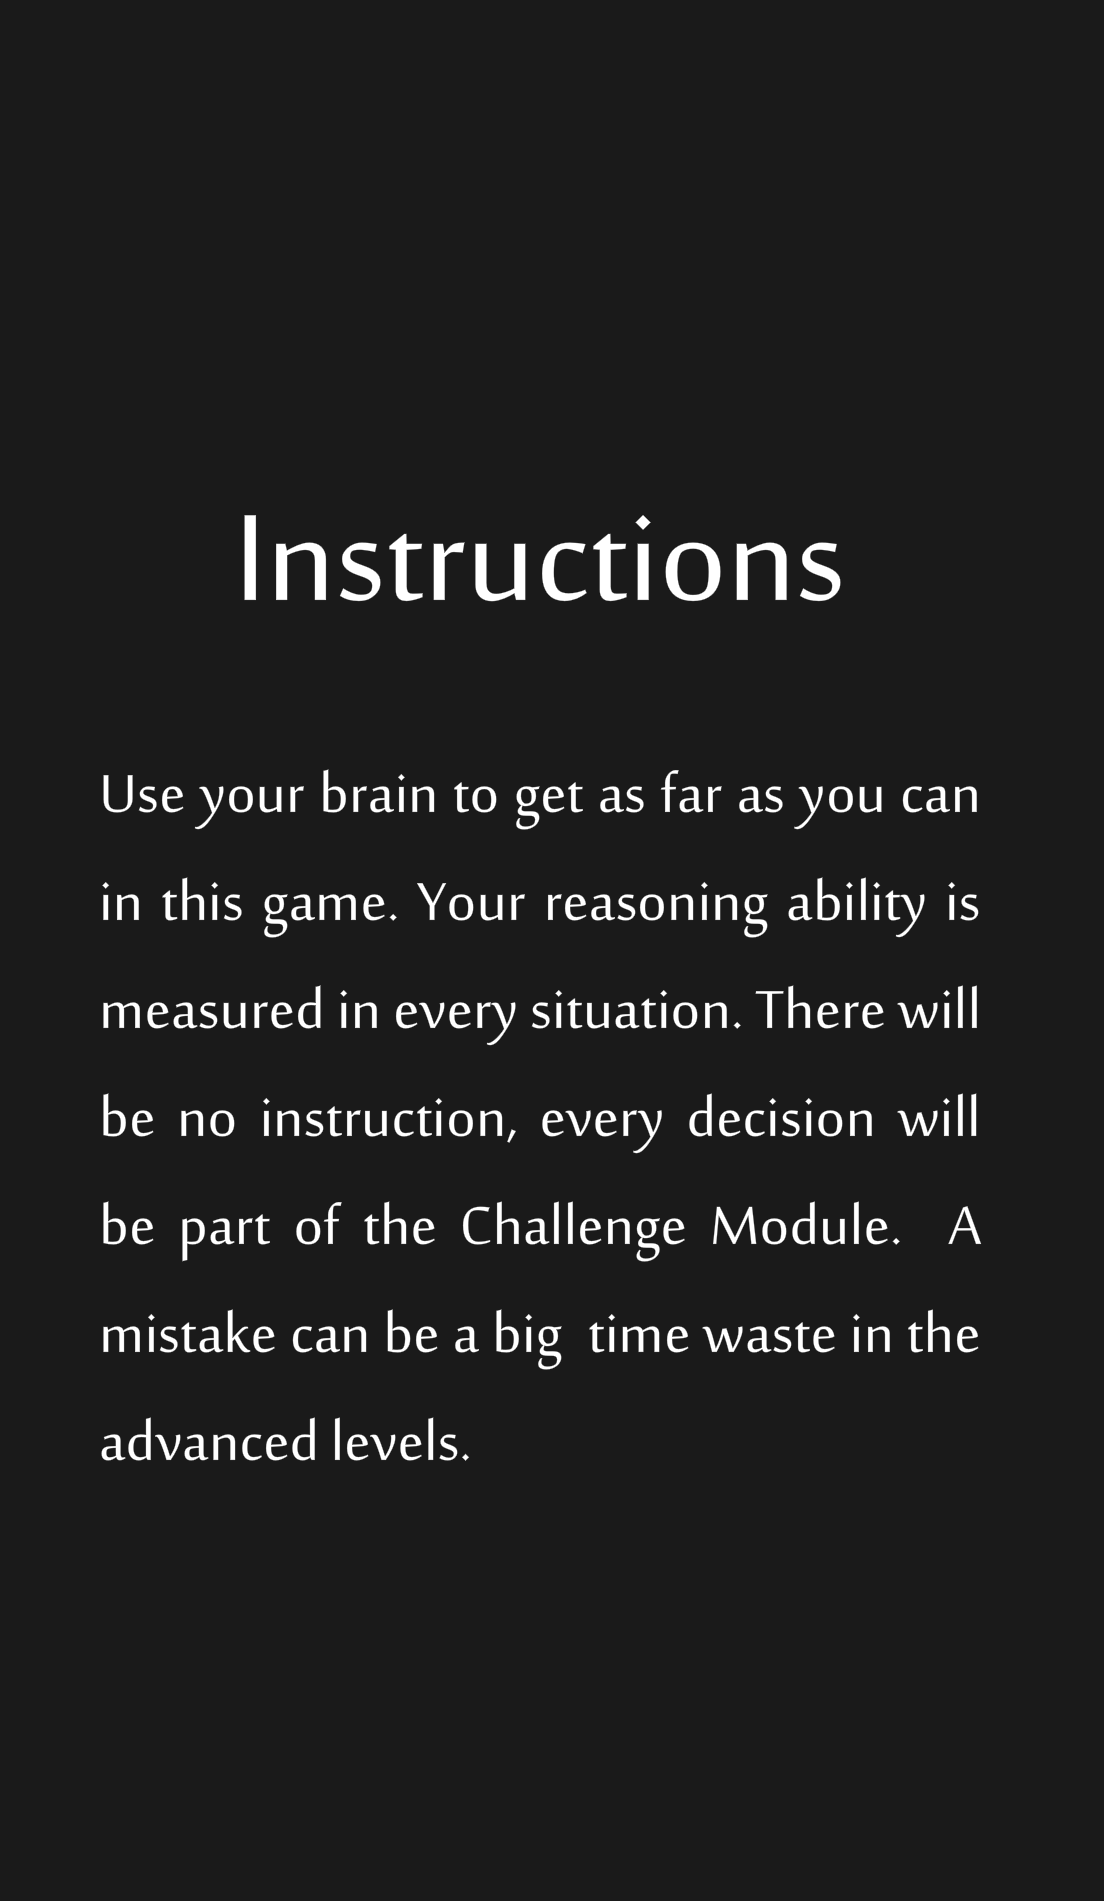 Instructions
Use your brain to get as far as you can
in this game. Your reasoning ability is
measured in every situation. There will
be no instruction, every decision will
be part of the Challenge Module.  A
mistake can be a big  time waste in the
advanced levels.